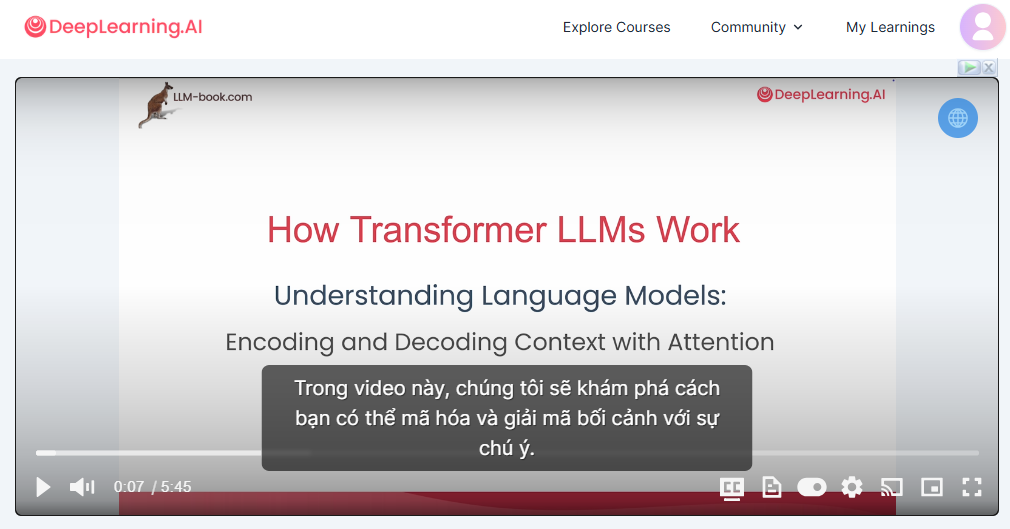 DeepLearning.AI
Explore Courses
Community
My Learnings
LLM-book.com
DeepLearning.AI
How Transformer LLMs Work
Understanding Language Models:
Encoding and Decoding Context with Attention
Trong video này, chúng tôi sẽ khám phá cách
bạn có thể mã hóa và giải mã bối cảnh với sự
chú ý.
0:07 / 5:45
CC